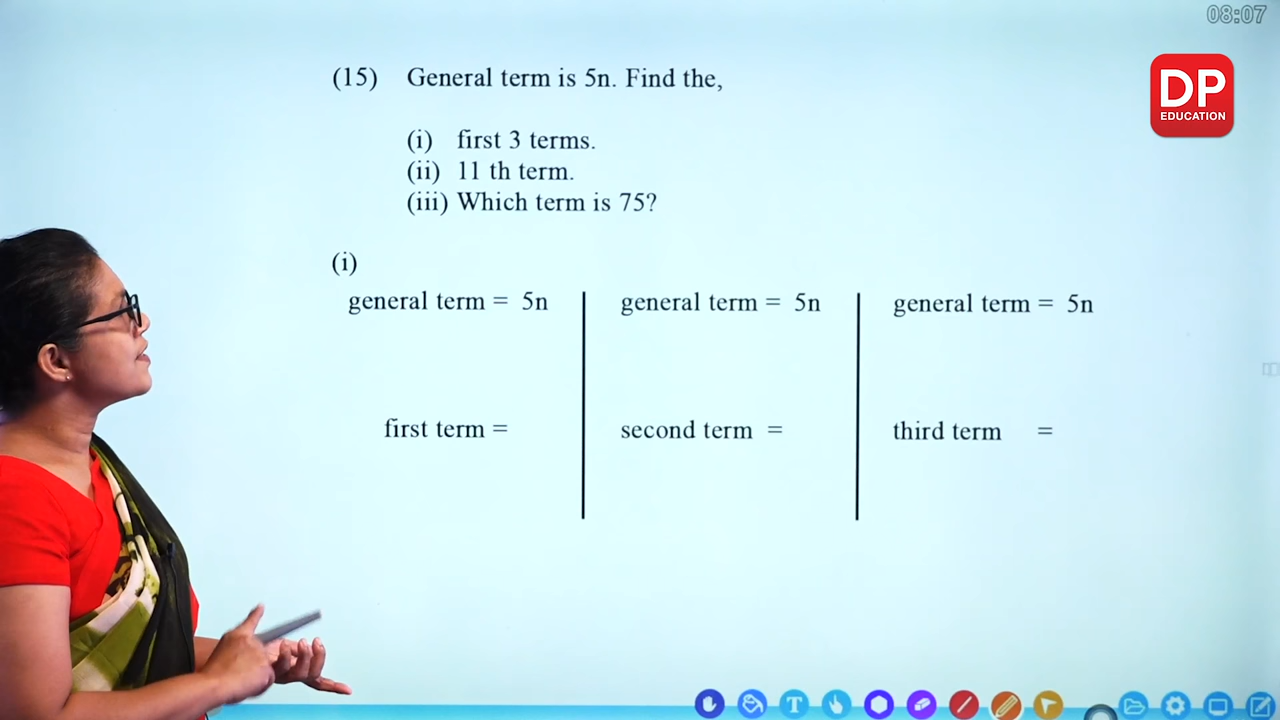 08:07
DP
EDUCATION
(15) General term is 5n. Find the,
(i) first 3 terms.
(ii) 11 th term.
(iii) Which term is 75?
(i)
general term = 5n
first term =
general term = 5n
second term =
general term = 5n
third term =
T